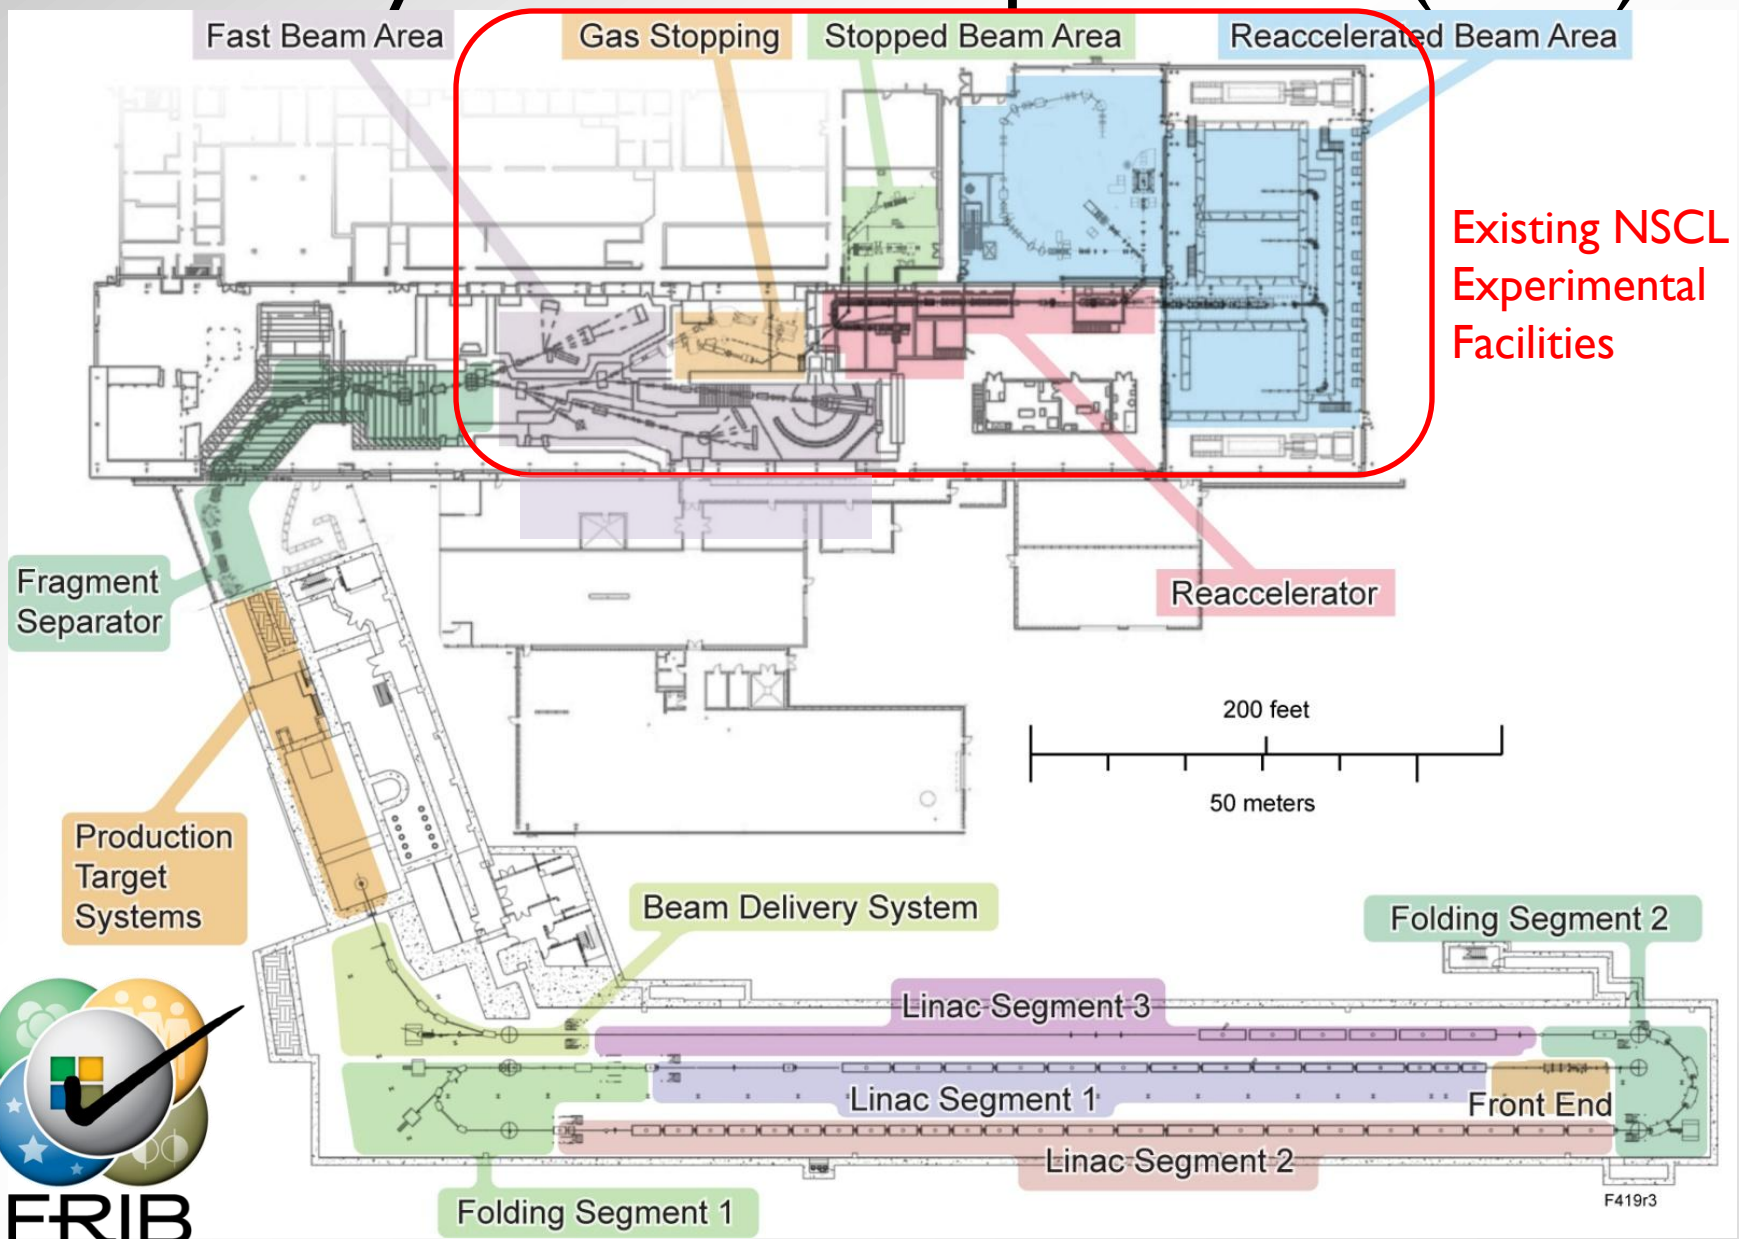 Fast Beam Area
Gas Stopping
Stopped Beam Area
Reaccelerated Beam Area
Existing NSCL
Experimental
Facilities
Fragment
Separator
Reaccelerator
200 feet
50 meters
Production
Target
Systems
Beam Delivery System
Folding Segment 2
Linac Segment 3
Linac Segment 1
Front End
Linac Segment 2
F419r3
Folding Segment 1
FRIB